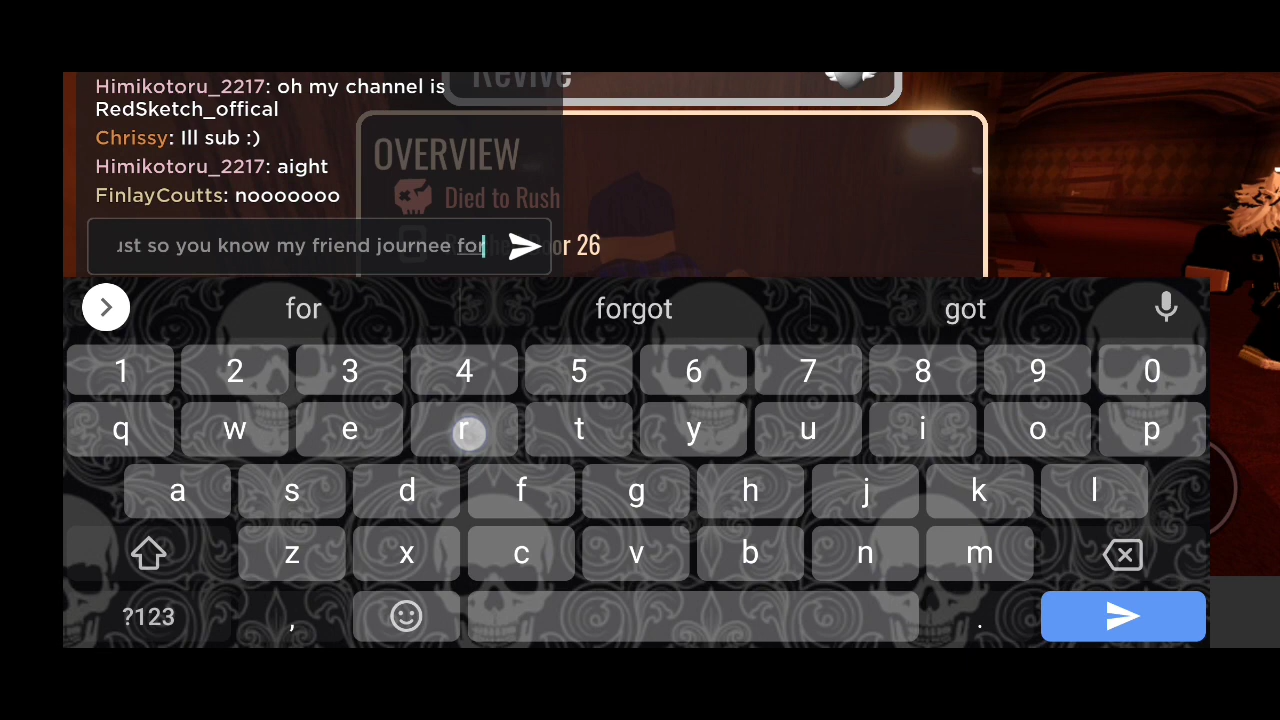 Revive
Himikotoru_2217: oh my channel is
RedSketch_offical
Chrissy: Ill sub :)
Himikotoru_2217: aight
FinlayCoutts: nooooooo
OVERVIEW
Died to Rush
ust so you know my friend journee for
or 26
for forgot got
1 2 3 4 5 6 7 8 9 0
q w e r t y u i o p
a s d f g h j k l
z x c v b n m
?123 , .